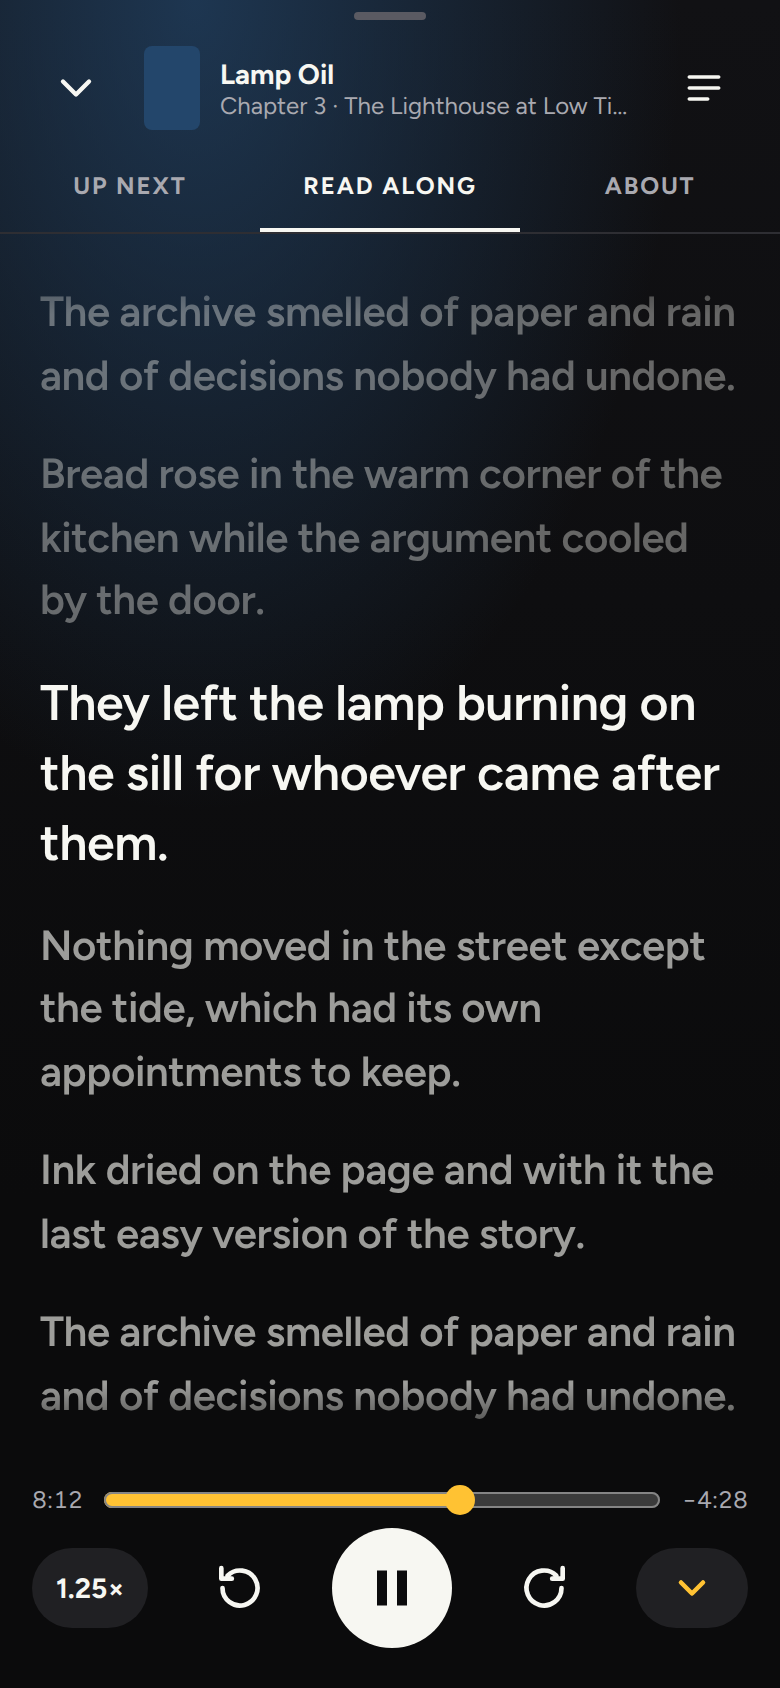 Lamp Oil
Chapter 3 · The Lighthouse at Low Ti...
UP NEXT
READ ALONG
ABOUT
The archive smelled of paper and rain
and of decisions nobody had undone.
Bread rose in the warm corner of the
kitchen while the argument cooled
by the door.
They left the lamp burning on
the sill for whoever came after
them.
Nothing moved in the street except
the tide, which had its own
appointments to keep.
Ink dried on the page and with it the
last easy version of the story.
The archive smelled of paper and rain
and of decisions nobody had undone.
8:12
−4:28
1.25×